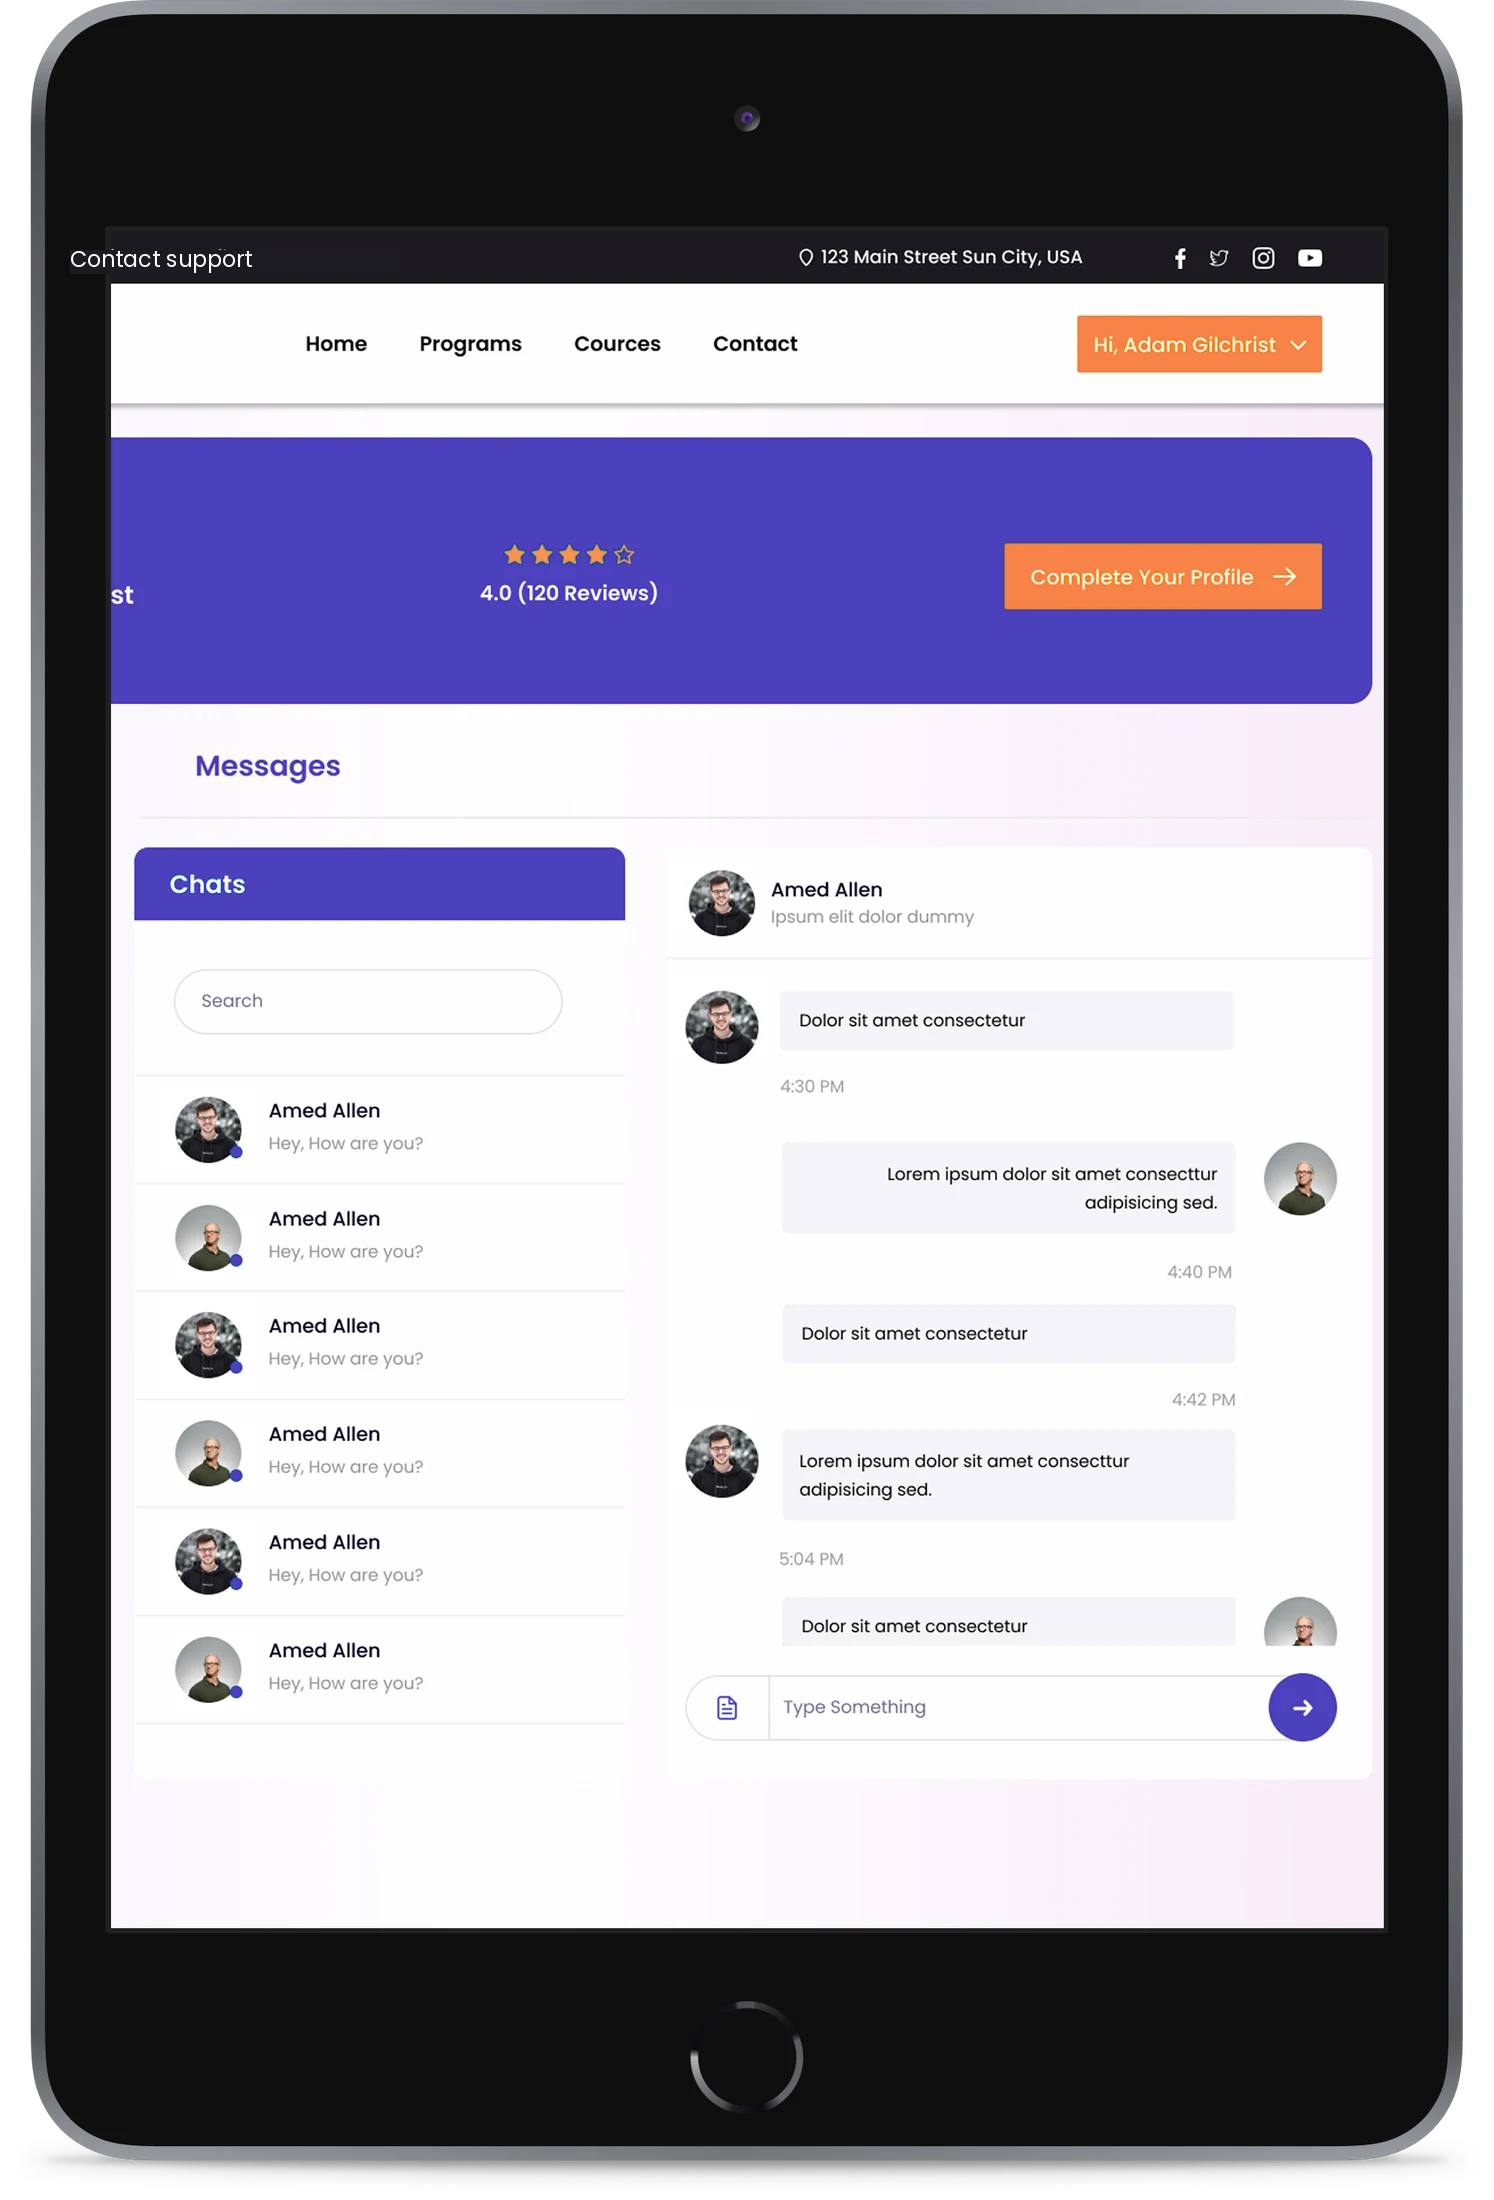 Contact support
123 Main Street Sun City, USA
Home Programs Cources Contact
Hi, Adam Gilchrist
st
4.0 (120 Reviews)
Complete Your Profile
Messages
Chats
Search
Amed Allen
Hey, How are you?
Amed Allen
Hey, How are you?
Amed Allen
Hey, How are you?
Amed Allen
Hey, How are you?
Amed Allen
Hey, How are you?
Amed Allen
Hey, How are you?
Amed Allen
Ipsum elit dolor dummy
Dolor sit amet consectetur
4:30 PM
Lorem ipsum dolor sit amet consecttur
adipisicing sed.
4:40 PM
Dolor sit amet consectetur
4:42 PM
Lorem ipsum dolor sit amet consecttur
adipisicing sed.
5:04 PM
Dolor sit amet consectetur
Type Something